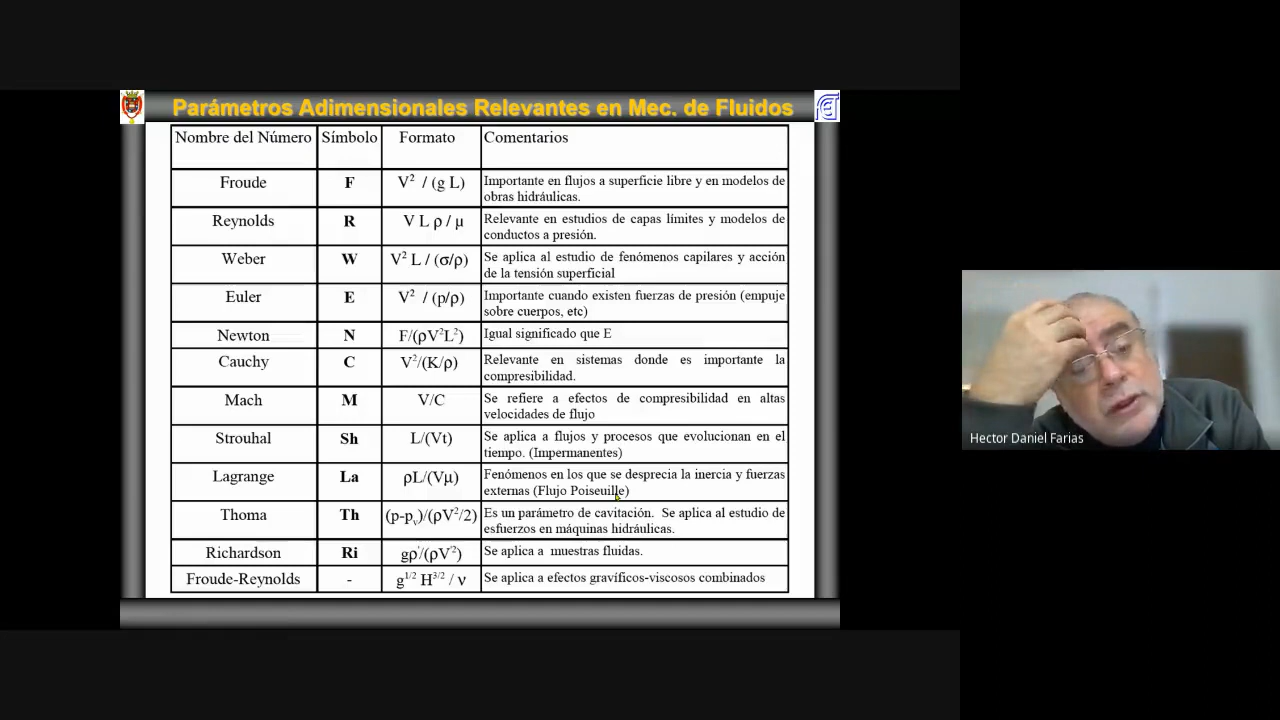 Parámetros Adimensionales Relevantes en Mec. de Fluidos
Nombre del Número Símbolo Formato Comentarios
Froude F V² / (g L) Importante en flujos a superficie libre y en modelos de
obras hidráulicas.
Reynolds R V L ρ / μ Relevante en estudios de capas límites y modelos de
conductos a presión.
Weber W V² L / (σ/ρ) Se aplica al estudio de fenómenos capilares y acción
de la tensión superficial
Euler E V² / (p/ρ) Importante cuando existen fuerzas de presión (empuje
sobre cuerpos, etc)
Newton N F/(ρV²L²) Igual significado que E
Cauchy C V²/(K/ρ) Relevante en sistemas donde es importante la
compresibilidad.
Mach M V/C Se refiere a efectos de compresibilidad en altas
velocidades de flujo
Strouhal Sh L/(Vt) Se aplica a flujos y procesos que evolucionan en el
tiempo. (Impermanentes)
Lagrange La ρL/(Vμ) Fenómenos en los que se desprecia la inercia y fuerzas
externas (Flujo Poiseuille)
Thoma Th (p-pᵥ)/(ρV²/2) Es un parámetro de cavitación. Se aplica al estudio de
esfuerzos en máquinas hidráulicas.
Richardson Ri gρ'/(ρV'²) Se aplica a muestras fluidas.
Froude-Reynolds - g^1/2 H^3/2 / ν Se aplica a efectos gravíficos-viscosos combinados
Hector Daniel Farias